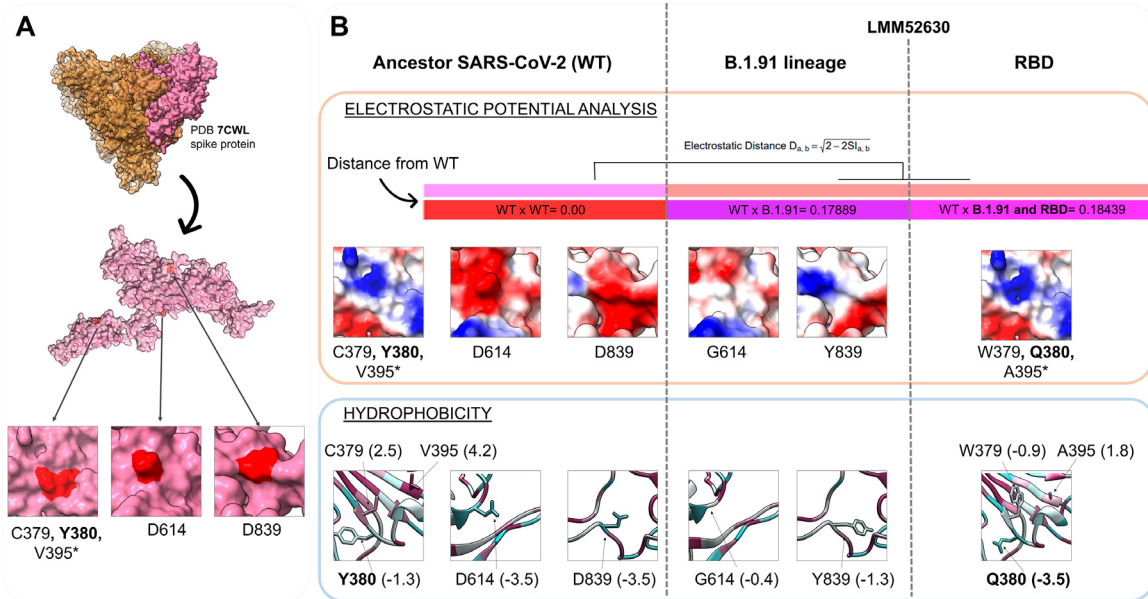 A
PDB 7CWL
spike protein
C379, Y380,
V395*
D614
D839
B
LMM52630
Ancestor SARS-CoV-2 (WT)
B.1.91 lineage
RBD
ELECTROSTATIC POTENTIAL ANALYSIS
Electrostatic Distance Dₐ, b = √2 – 2SIₐ, b
Distance from WT
WT x WT= 0.00
WT x B.1.91= 0.17889
WT x B.1.91 and RBD= 0.18439
C379, Y380,
V395*
D614
D839
G614
Y839
W379, Q380,
A395*
HYDROPHOBICITY
C379 (2.5)
V395 (4.2)
W379 (-0.9)
A395 (1.8)
Y380 (-1.3)
D614 (-3.5)
D839 (-3.5)
G614 (-0.4)
Y839 (-1.3)
Q380 (-3.5)